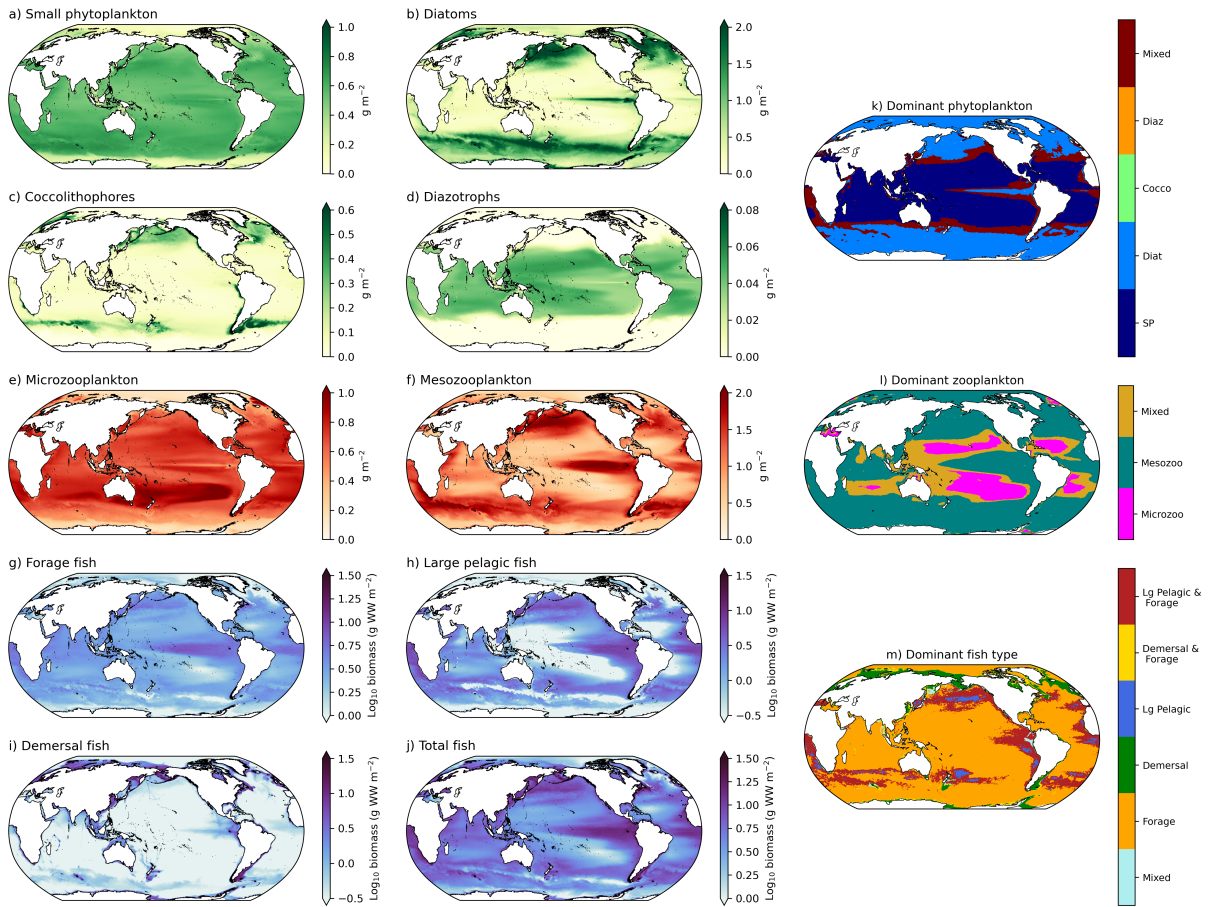 a) Small phytoplankton
1.0
0.8
0.6
0.4
0.2
0.0
g m⁻²
b) Diatoms
2.0
1.5
1.0
0.5
0.0
g m⁻²
c) Coccolithophores
0.6
0.5
0.4
0.3
0.2
0.1
0.0
g m⁻²
d) Diazotrophs
0.08
0.06
0.04
0.02
0.00
g m⁻²
k) Dominant phytoplankton
Mixed
Diaz
Cocco
Diat
SP
e) Microzooplankton
1.0
0.8
0.6
0.4
0.2
0.0
g m⁻²
f) Mesozooplankton
2.0
1.5
1.0
0.5
0.0
g m⁻²
l) Dominant zooplankton
Mixed
Mesozoo
Microzoo
g) Forage fish
1.50
1.25
1.00
0.75
0.50
0.25
0.00
Log₁₀ biomass (g WW m⁻²)
h) Large pelagic fish
1.5
1.0
0.5
0.0
−0.5
Log₁₀ biomass (g WW m⁻²)
i) Demersal fish
1.5
1.0
0.5
0.0
−0.5
Log₁₀ biomass (g WW m⁻²)
j) Total fish
1.50
1.25
1.00
0.75
0.50
0.25
0.00
Log₁₀ biomass (g WW m⁻²)
m) Dominant fish type
Lg Pelagic &
Forage
Demersal &
Forage
Lg Pelagic
Demersal
Forage
Mixed